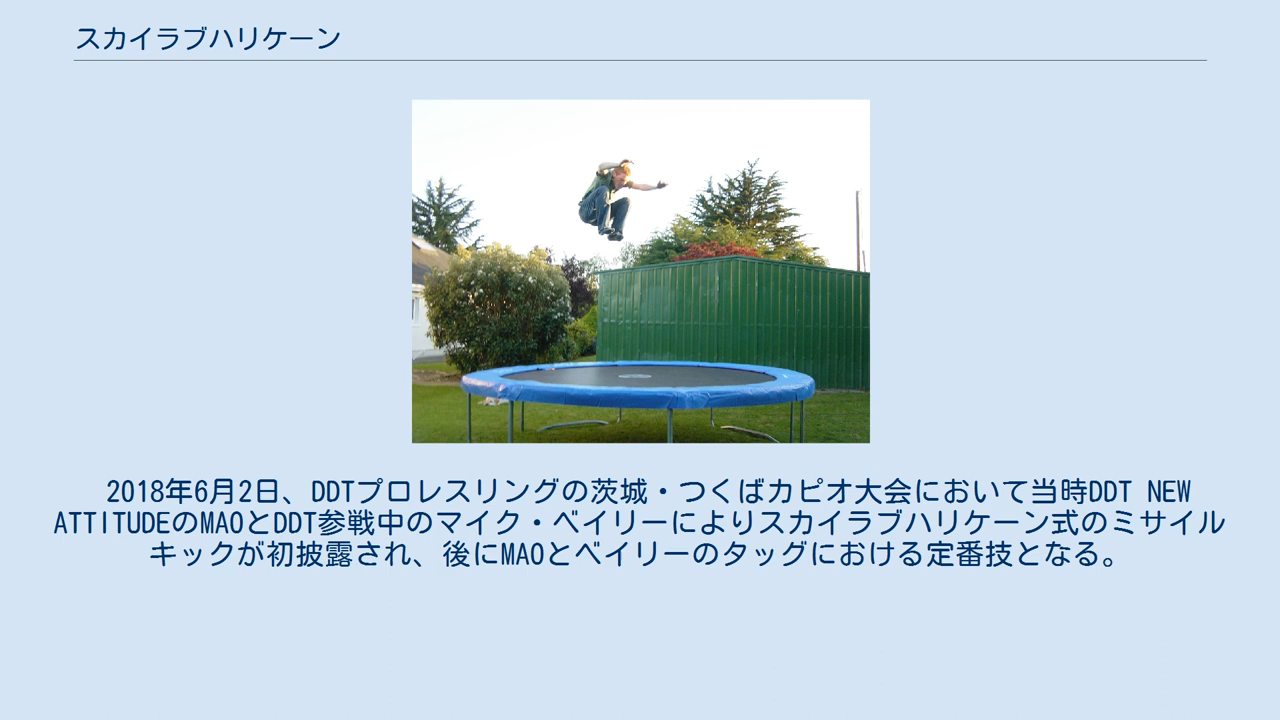 スカイラブハリケーン
2018年6月2日、DDTプロレスリングの茨城・つくばカピオ大会において当時DDT NEW
ATTITUDEのMAOとDDT参戦中のマイク・ベイリーによりスカイラブハリケーン式のミサイル
キックが初披露され、後にMAOとベイリーのタッグにおける定番技となる。